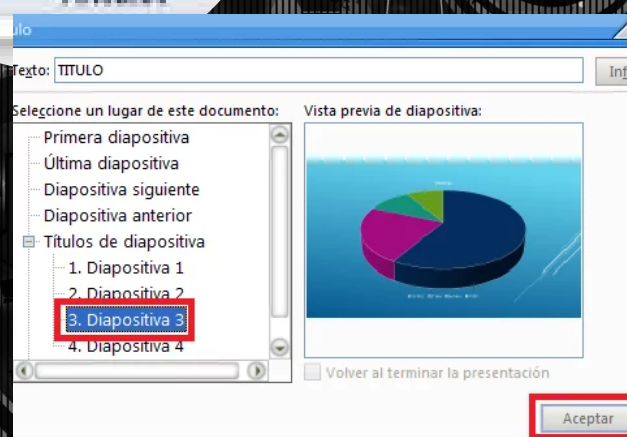 ulo
Texto: TITULO
Inf
Seleccione un lugar de este documento:
Vista previa de diapositiva:
Primera diapositiva
Última diapositiva
Diapositiva siguiente
Diapositiva anterior
Títulos de diapositiva
1. Diapositiva 1
2. Diapositiva 2
3. Diapositiva 3
4. Diapositiva 4
Volver al terminar la presentación
Aceptar